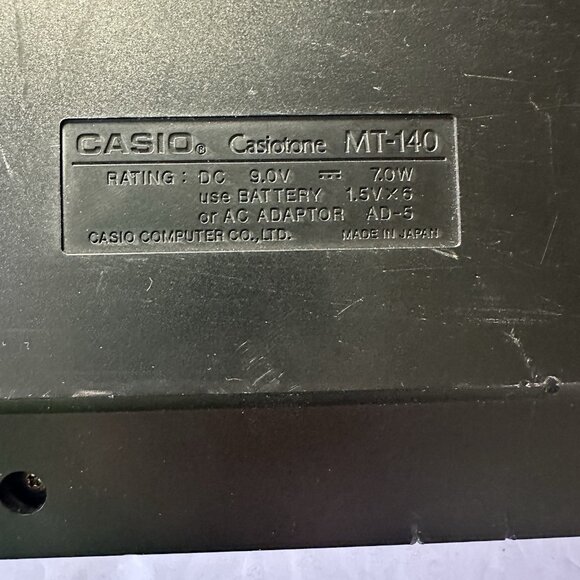 CASIO® Casiotone MT-140
RATING : DC 9.0V ⎓ 7.0W
use BATTERY 1.5V×6
or AC ADAPTOR AD-5
CASIO COMPUTER CO., LTD. MADE IN JAPAN